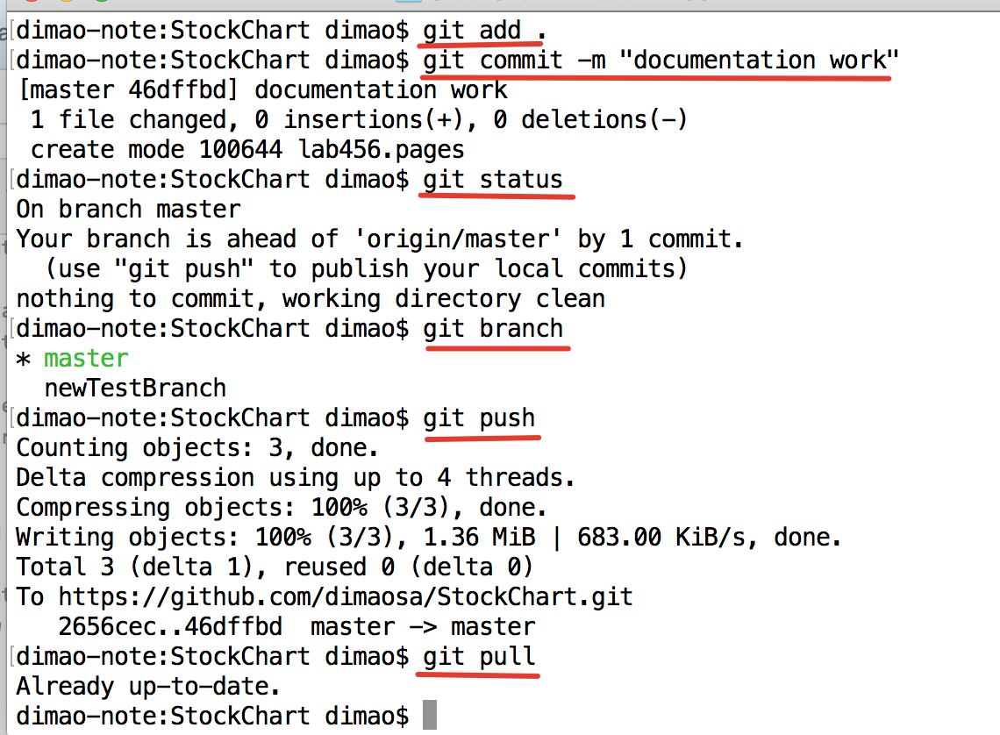 dimao-note:StockChart dimao$ git add .
dimao-note:StockChart dimao$ git commit -m "documentation work"
[master 46dffbd] documentation work
 1 file changed, 0 insertions(+), 0 deletions(-)
 create mode 100644 lab456.pages
dimao-note:StockChart dimao$ git status
On branch master
Your branch is ahead of 'origin/master' by 1 commit.
  (use "git push" to publish your local commits)
nothing to commit, working directory clean
dimao-note:StockChart dimao$ git branch
* master
  newTestBranch
dimao-note:StockChart dimao$ git push
Counting objects: 3, done.
Delta compression using up to 4 threads.
Compressing objects: 100% (3/3), done.
Writing objects: 100% (3/3), 1.36 MiB | 683.00 KiB/s, done.
Total 3 (delta 1), reused 0 (delta 0)
To https://github.com/dimaosa/StockChart.git
   2656cec..46dffbd  master -> master
dimao-note:StockChart dimao$ git pull
Already up-to-date.
dimao-note:StockChart dimao$